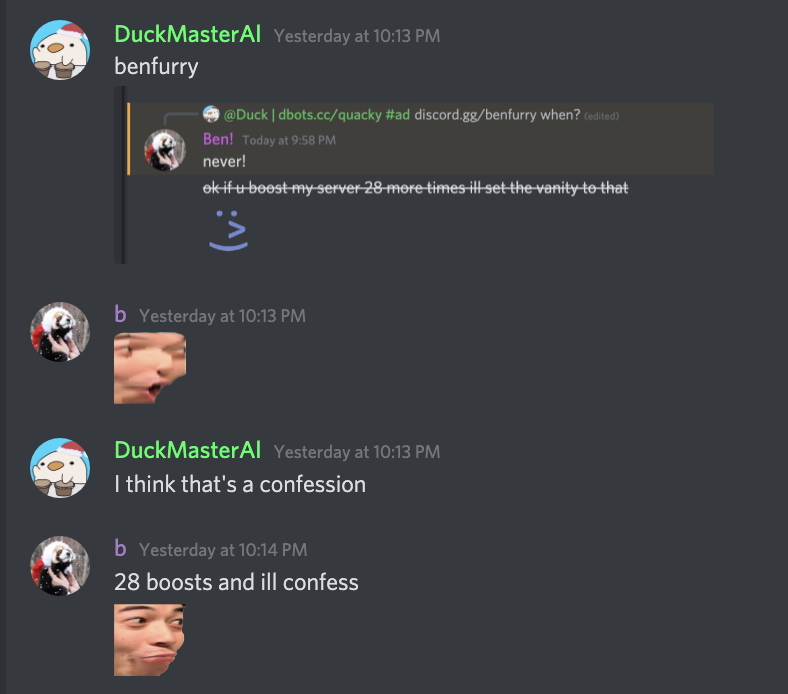 DuckMasterAl Yesterday at 10:13 PM
benfurry
@Duck | dbots.cc/quacky #ad discord.gg/benfurry when? (edited)
Ben! Today at 9:58 PM
never!
ok if u boost my server 28 more times ill set the vanity to that
b Yesterday at 10:13 PM
DuckMasterAl Yesterday at 10:13 PM
I think that's a confession
b Yesterday at 10:14 PM
28 boosts and ill confess